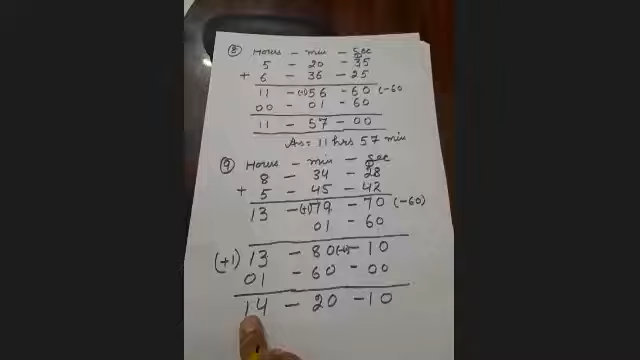 (8) Hours - min - sec
5 - 20 - 35
+ 6 - 36 - 25
11 - (+1)56 - 60 (-60
00 - 01 - 60
11 - 57 - 00
As= 11 hrs 57 min
(9) Hours - min - sec
8 - 34 - 28
+ 5 - 45 - 42
13 - (+1)79 - 70 (-60)
01 - 60
(+1) 13 - 80 - 10
01 - 60 - 00
14 - 20 - 10